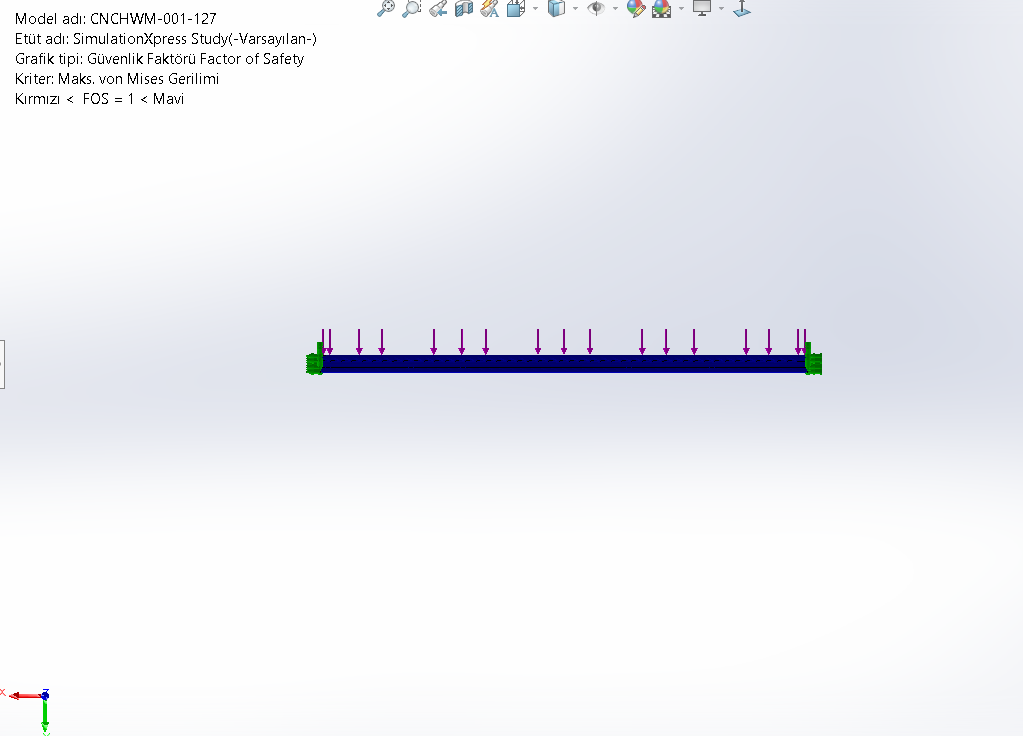 Model adı: CNCHWM-001-127
Etüt adı: SimulationXpress Study(-Varsayılan-)
Grafik tipi: Güvenlik Faktörü Factor of Safety
Kriter: Maks. von Mises Gerilimi
Kırmızı < FOS = 1 < Mavi
X
Z